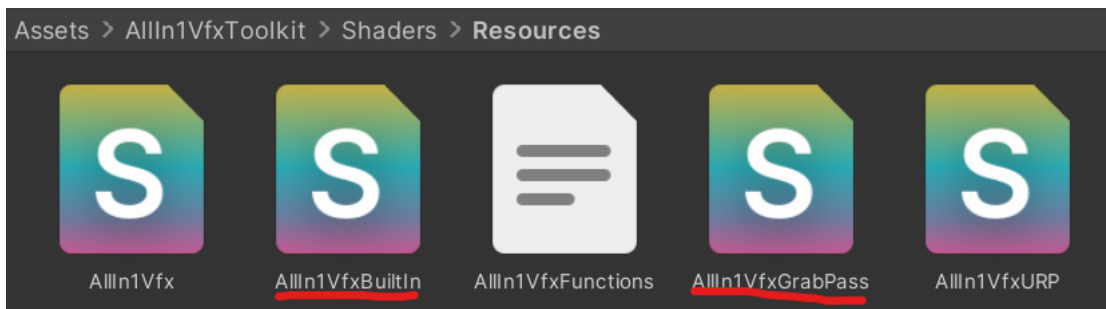 Assets > AllIn1VfxToolkit > Shaders > Resources
S S S S
AllIn1Vfx AllIn1VfxBuiltIn AllIn1VfxFunctions AllIn1VfxGrabPass AllIn1VfxURP